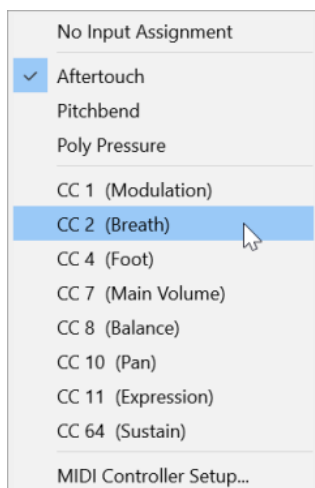 No Input Assignment
Aftertouch
Pitchbend
Poly Pressure
CC 1 (Modulation)
CC 2 (Breath)
CC 4 (Foot)
CC 7 (Main Volume)
CC 8 (Balance)
CC 10 (Pan)
CC 11 (Expression)
CC 64 (Sustain)
MIDI Controller Setup...